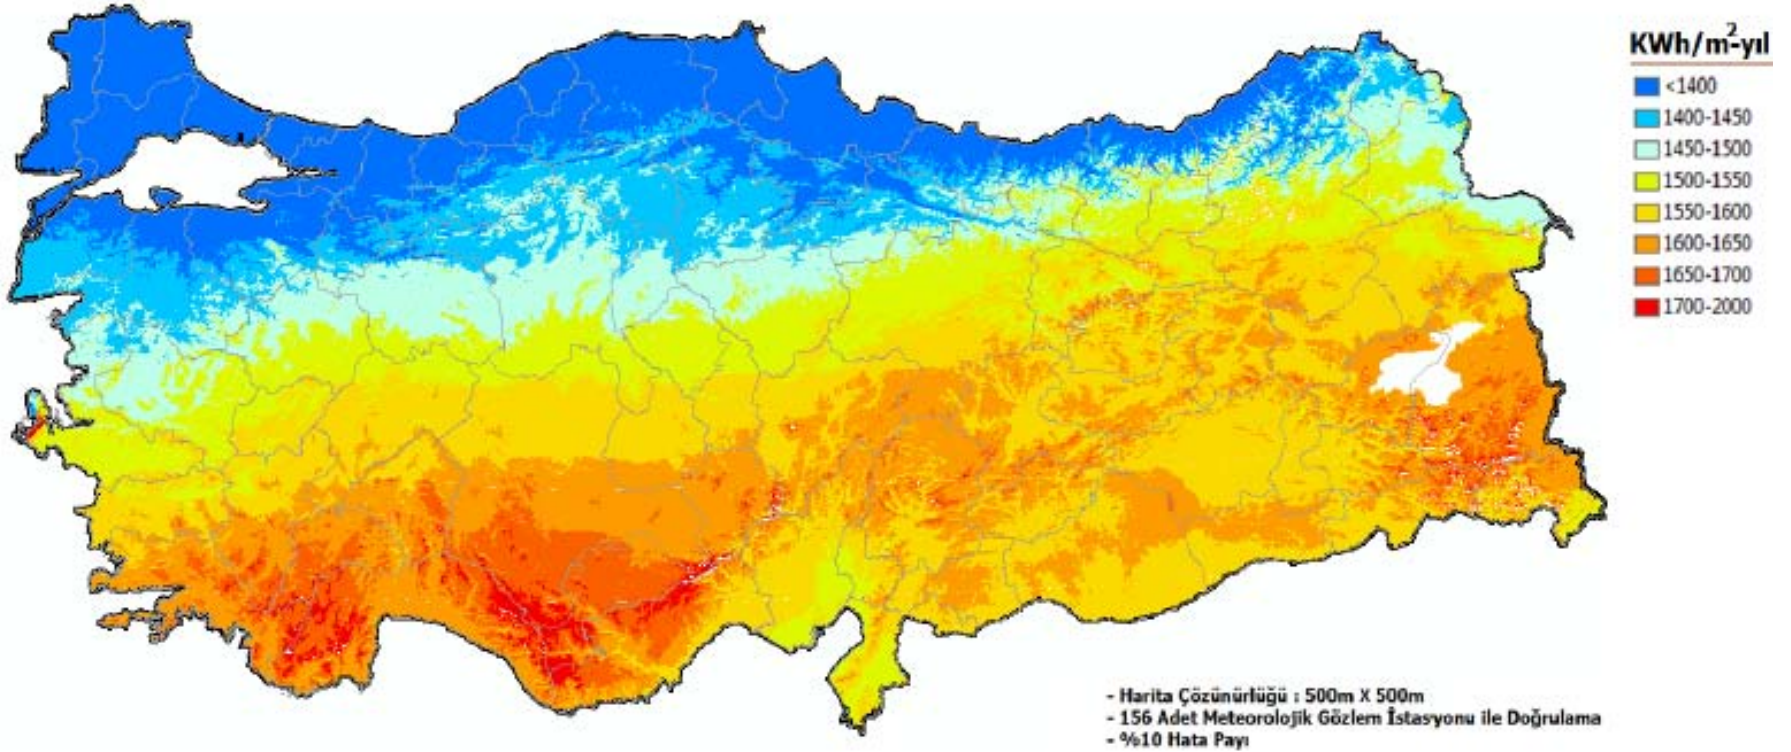 KWh/m²-yıl
<1400
1400-1450
1450-1500
1500-1550
1550-1600
1600-1650
1650-1700
1700-2000
- Harita Çözünürlüğü : 500m X 500m
- 156 Adet Meteorolojik Gözlem İstasyonu ile Doğrulama
- %10 Hata Payı